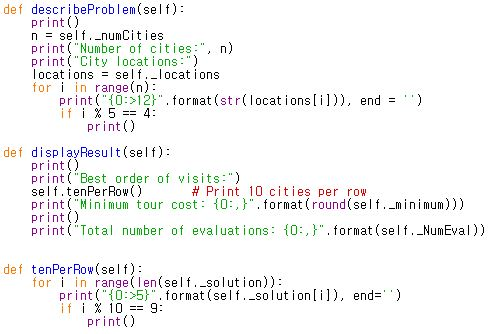 def describeProblem(self):
    print()
    n = self._numCities
    print("Number of cities:", n)
    print("City locations:")
    locations = self._locations
    for i in range(n):
        print("{0:>12}".format(str(locations[i])), end = '')
        if i % 5 == 4:
            print()

def displayResult(self):
    print()
    print("Best order of visits:")
    self.tenPerRow()       # Print 10 cities per row
    print("Minimum tour cost: {0:,}".format(round(self._minimum)))
    print()
    print("Total number of evaluations: {0:,}".format(self._NumEval))

def tenPerRow(self):
    for i in range(len(self._solution)):
        print("{0:>5}".format(self._solution[i]), end='')
        if i % 10 == 9:
            print()